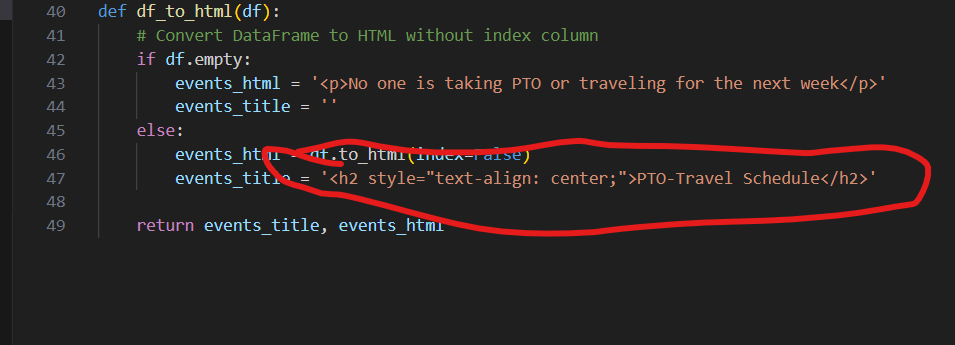 40 def df_to_html(df):
41 # Convert DataFrame to HTML without index column
42 if df.empty:
43 events_html = '<p>No one is taking PTO or traveling for the next week</p>'
44 events_title = ''
45 else:
46 events_html = df.to_html(index=False)
47 events_title = '<h2 style="text-align: center;">PTO-Travel Schedule</h2>'
48
49 return events_title, events_html